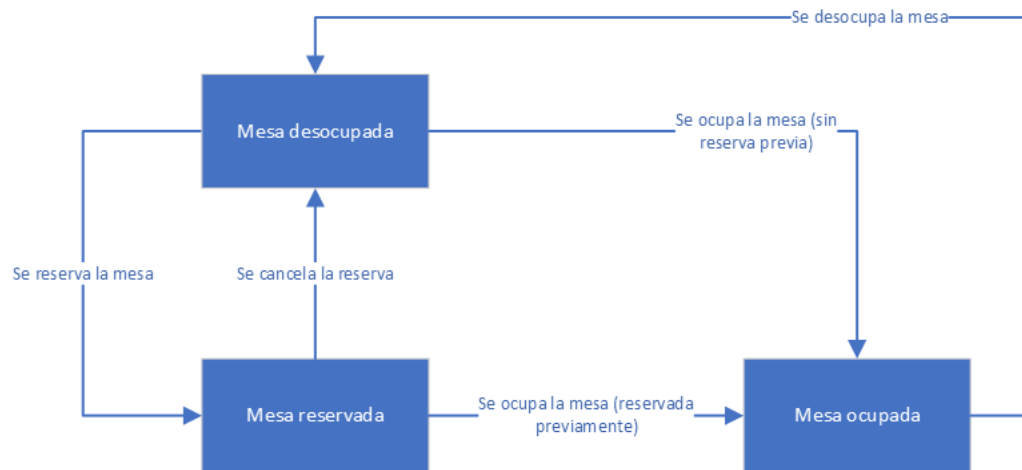 Se desocupa la mesa
Mesa desocupada
Se ocupa la mesa (sin
reserva previa)
Se reserva la mesa
Se cancela la reserva
Mesa reservada
Se ocupa la mesa (reservada
previamente)
Mesa ocupada